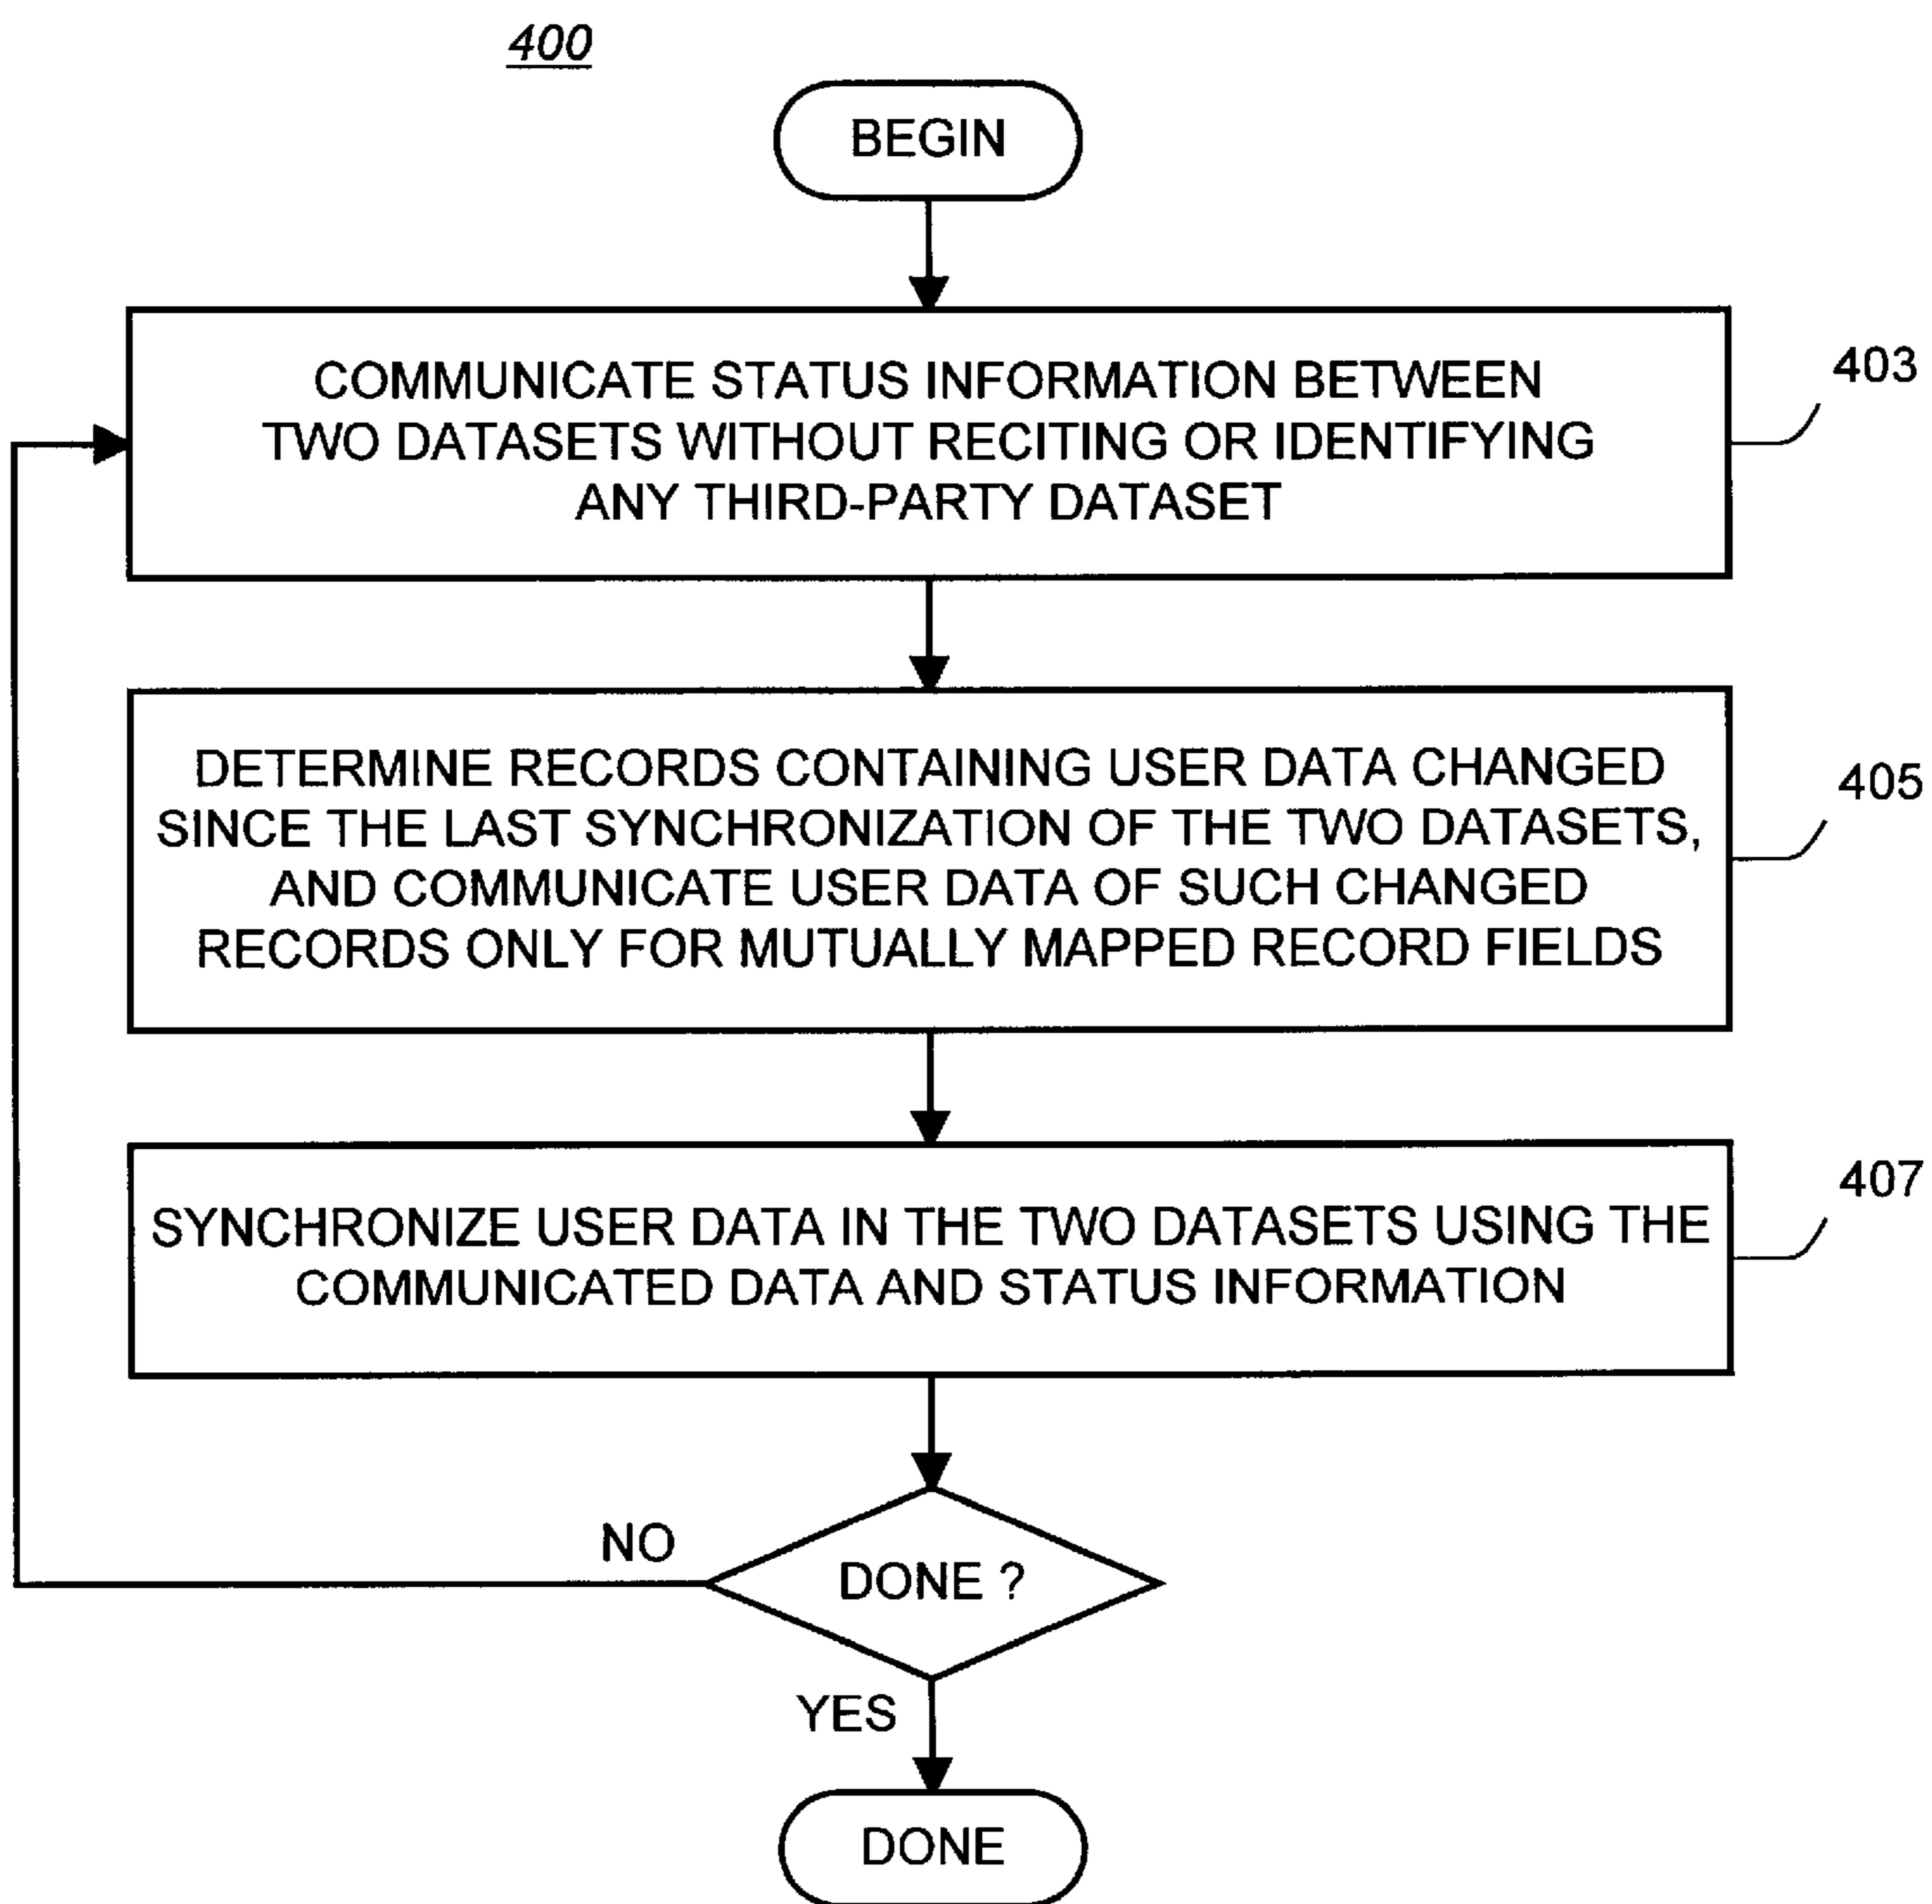 400
BEGIN
COMMUNICATE STATUS INFORMATION BETWEEN
TWO DATASETS WITHOUT RECITING OR IDENTIFYING
ANY THIRD-PARTY DATASET
403
DETERMINE RECORDS CONTAINING USER DATA CHANGED
SINCE THE LAST SYNCHRONIZATION OF THE TWO DATASETS,
AND COMMUNICATE USER DATA OF SUCH CHANGED
RECORDS ONLY FOR MUTUALLY MAPPED RECORD FIELDS
405
SYNCHRONIZE USER DATA IN THE TWO DATASETS USING THE
COMMUNICATED DATA AND STATUS INFORMATION
407
NO
DONE ?
YES
DONE